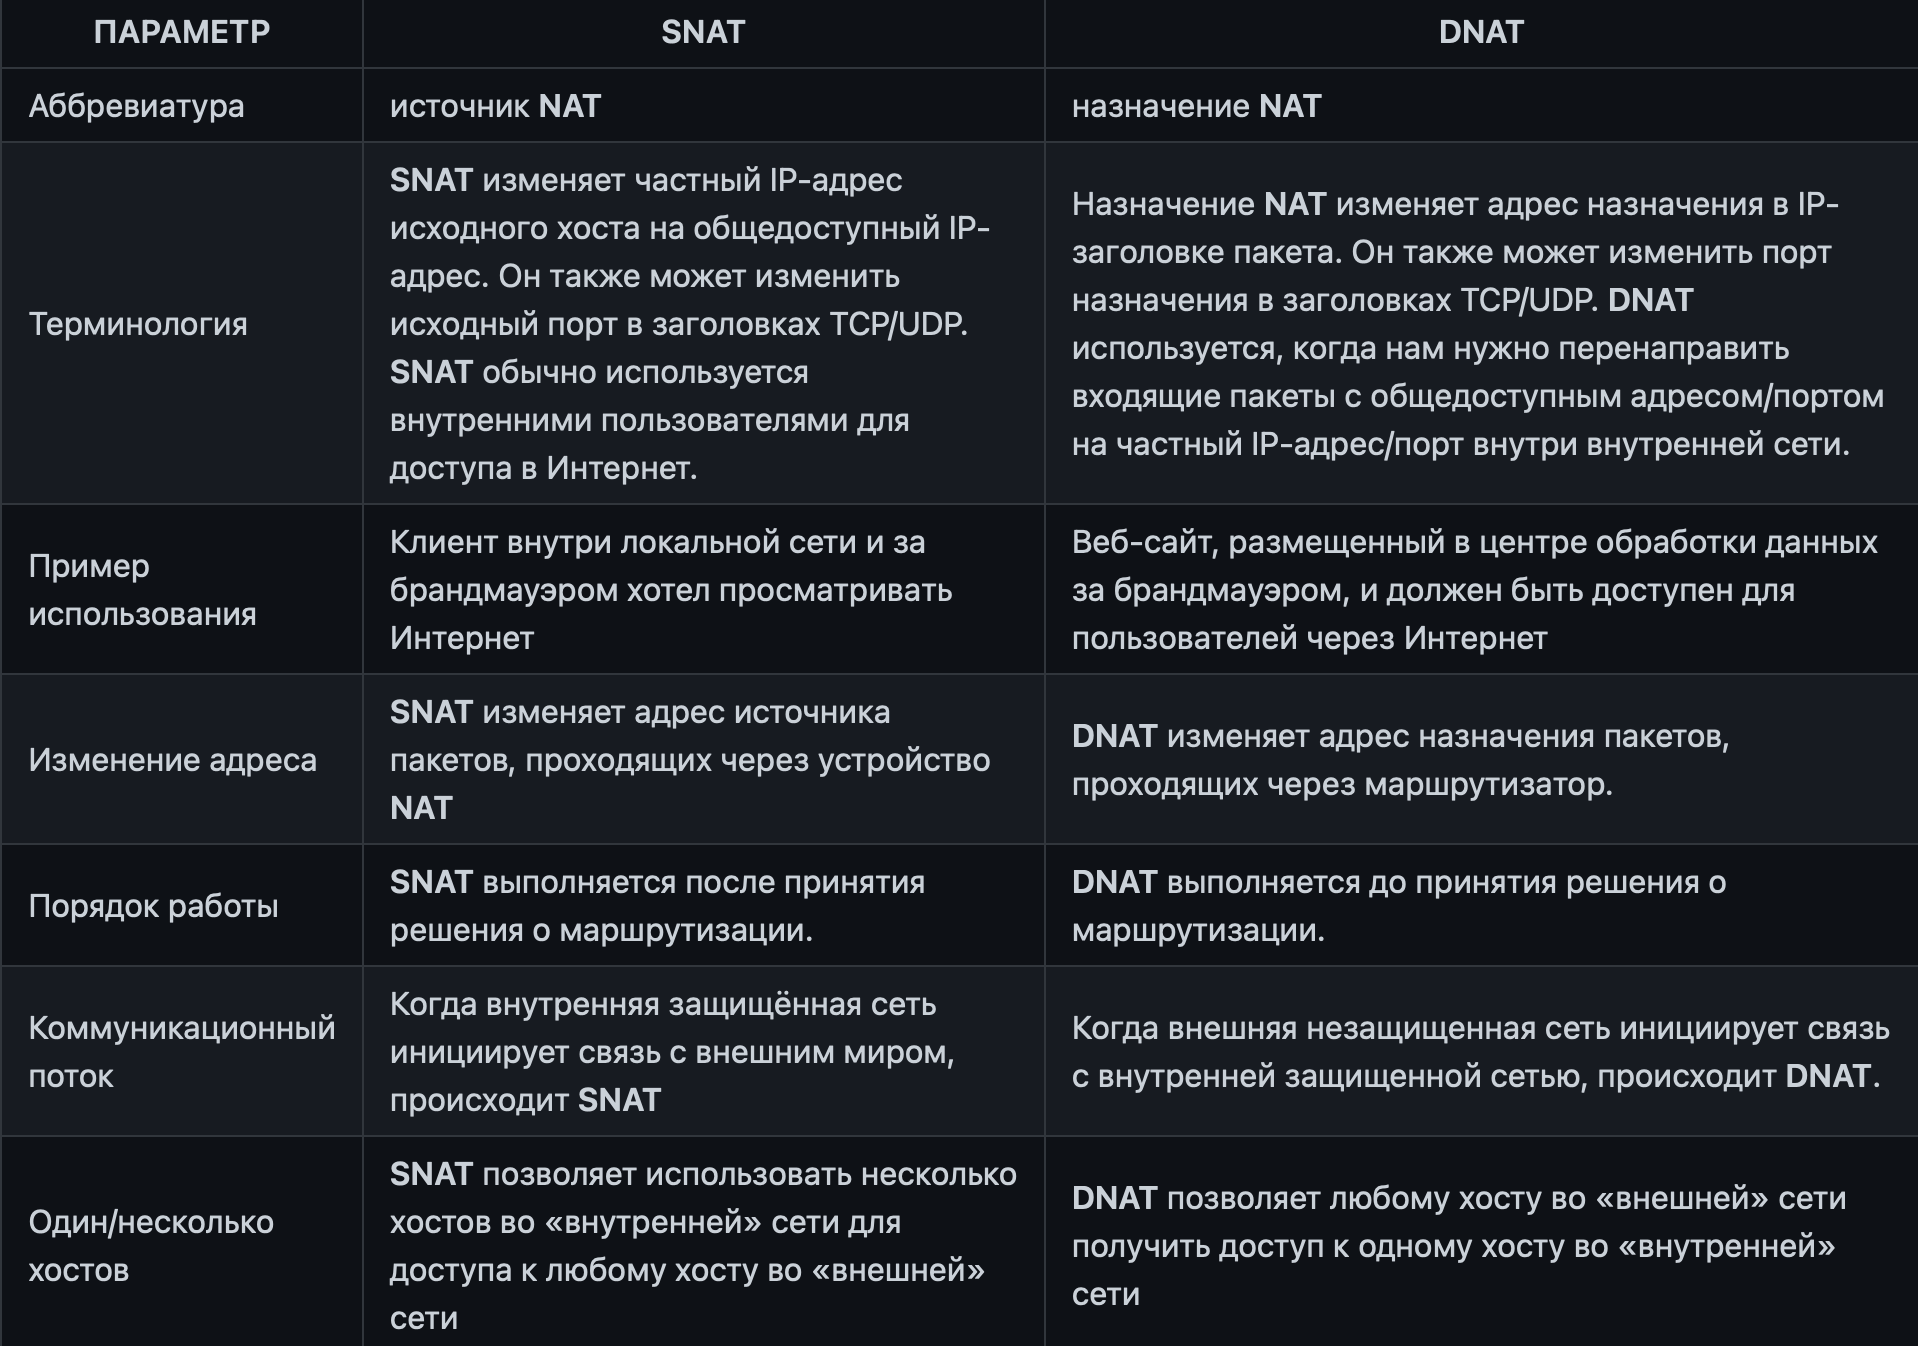 ПАРАМЕТР
SNAT
DNAT
Аббревиатура
источник NAT
назначение NAT
Терминология
SNAT изменяет частный IP-адрес
исходного хоста на общедоступный IP-
адрес. Он также может изменить
исходный порт в заголовках TCP/UDP.
SNAT обычно используется
внутренними пользователями для
доступа в Интернет.
Назначение NAT изменяет адрес назначения в IP-
заголовке пакета. Он также может изменить порт
назначения в заголовках TCP/UDP. DNAT
используется, когда нам нужно перенаправить
входящие пакеты с общедоступным адресом/портом
на частный IP-адрес/порт внутри внутренней сети.
Пример
использования
Клиент внутри локальной сети и за
брандмауэром хотел просматривать
Интернет
Веб-сайт, размещенный в центре обработки данных
за брандмауэром, и должен быть доступен для
пользователей через Интернет
Изменение адреса
SNAT изменяет адрес источника
пакетов, проходящих через устройство
NAT
DNAT изменяет адрес назначения пакетов,
проходящих через маршрутизатор.
Порядок работы
SNAT выполняется после принятия
решения о маршрутизации.
DNAT выполняется до принятия решения о
маршрутизации.
Коммуникационный
поток
Когда внутренняя защищённая сеть
инициирует связь с внешним миром,
происходит SNAT
Когда внешняя незащищенная сеть инициирует связь
с внутренней защищенной сетью, происходит DNAT.
Один/несколько
хостов
SNAT позволяет использовать несколько
хостов во «внутренней» сети для
доступа к любому хосту во «внешней»
сети
DNAT позволяет любому хосту во «внешней» сети
получить доступ к одному хосту во «внутренней»
сети